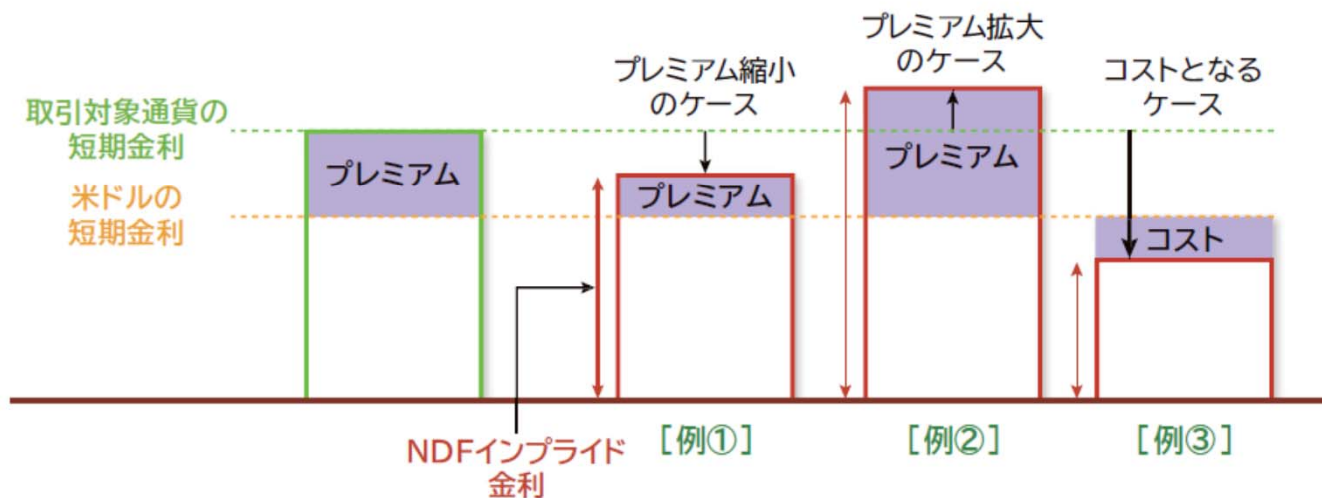 プレミアム縮小
のケース
プレミアム拡大
のケース
コストとなる
ケース
取引対象通貨の
短期金利
米ドルの
短期金利
プレミアム
プレミアム
プレミアム
コスト
NDFインプライド
金利
［例①］
［例②］
［例③］